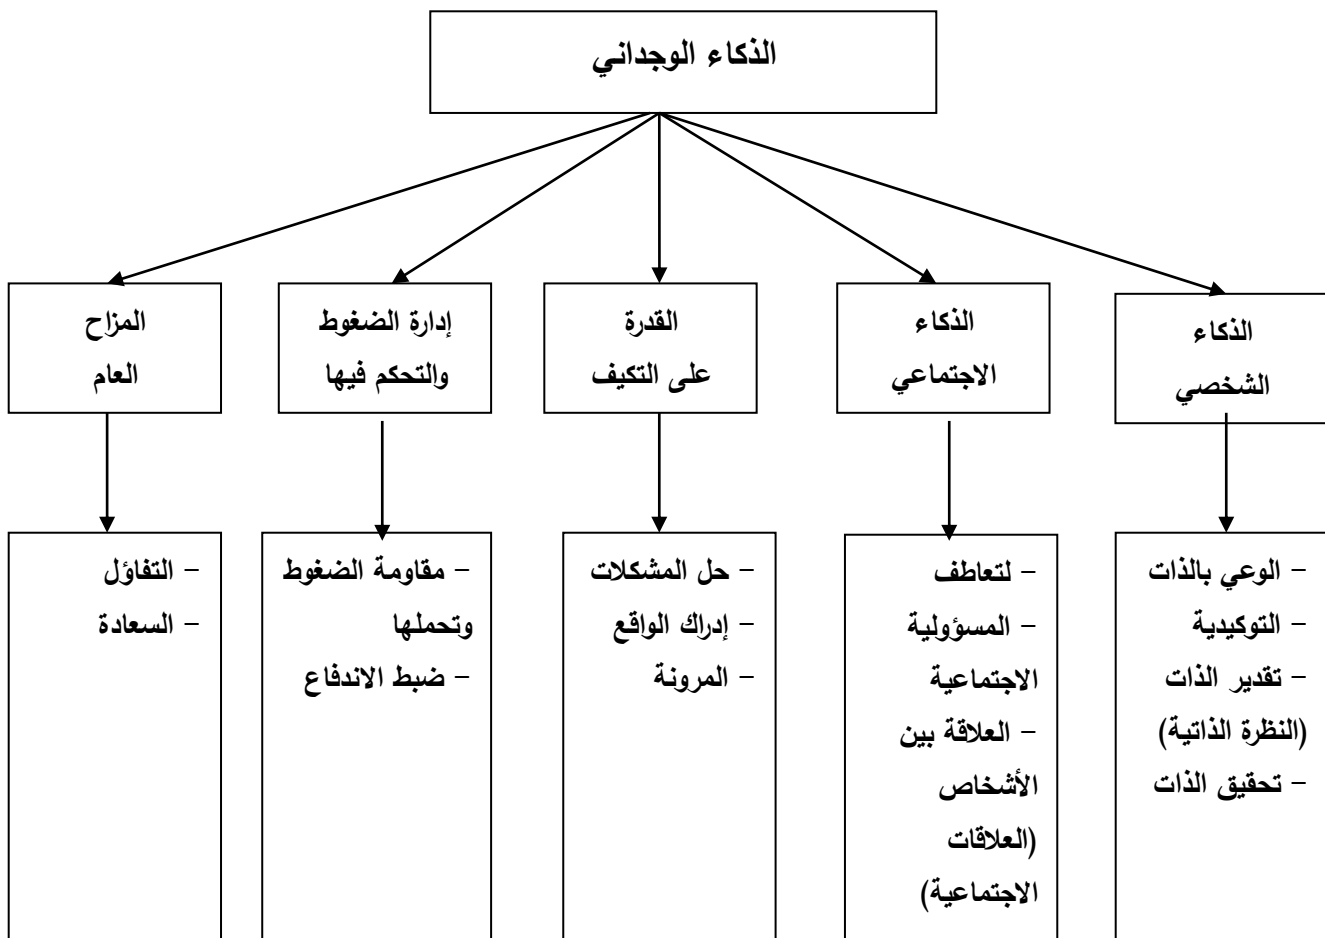 الذكاء الوجداني
الذكاء
الشخصي
الذكاء
الاجتماعي
القدرة
على التكيف
إدارة الضغوط
والتحكم فيها
المزاح
العام
– الوعي بالذات
– التوكيدية
– تقدير الذات
(النظرة الذاتية)
– تحقيق الذات
– لتعاطف
– المسؤولية
الاجتماعية
– العلاقة بين
الأشخاص
(العلاقات
الاجتماعية)
– حل المشكلات
– إدراك الواقع
– المرونة
– مقاومة الضغوط
وتحملها
– ضبط الاندفاع
– التفاؤل
– السعادة